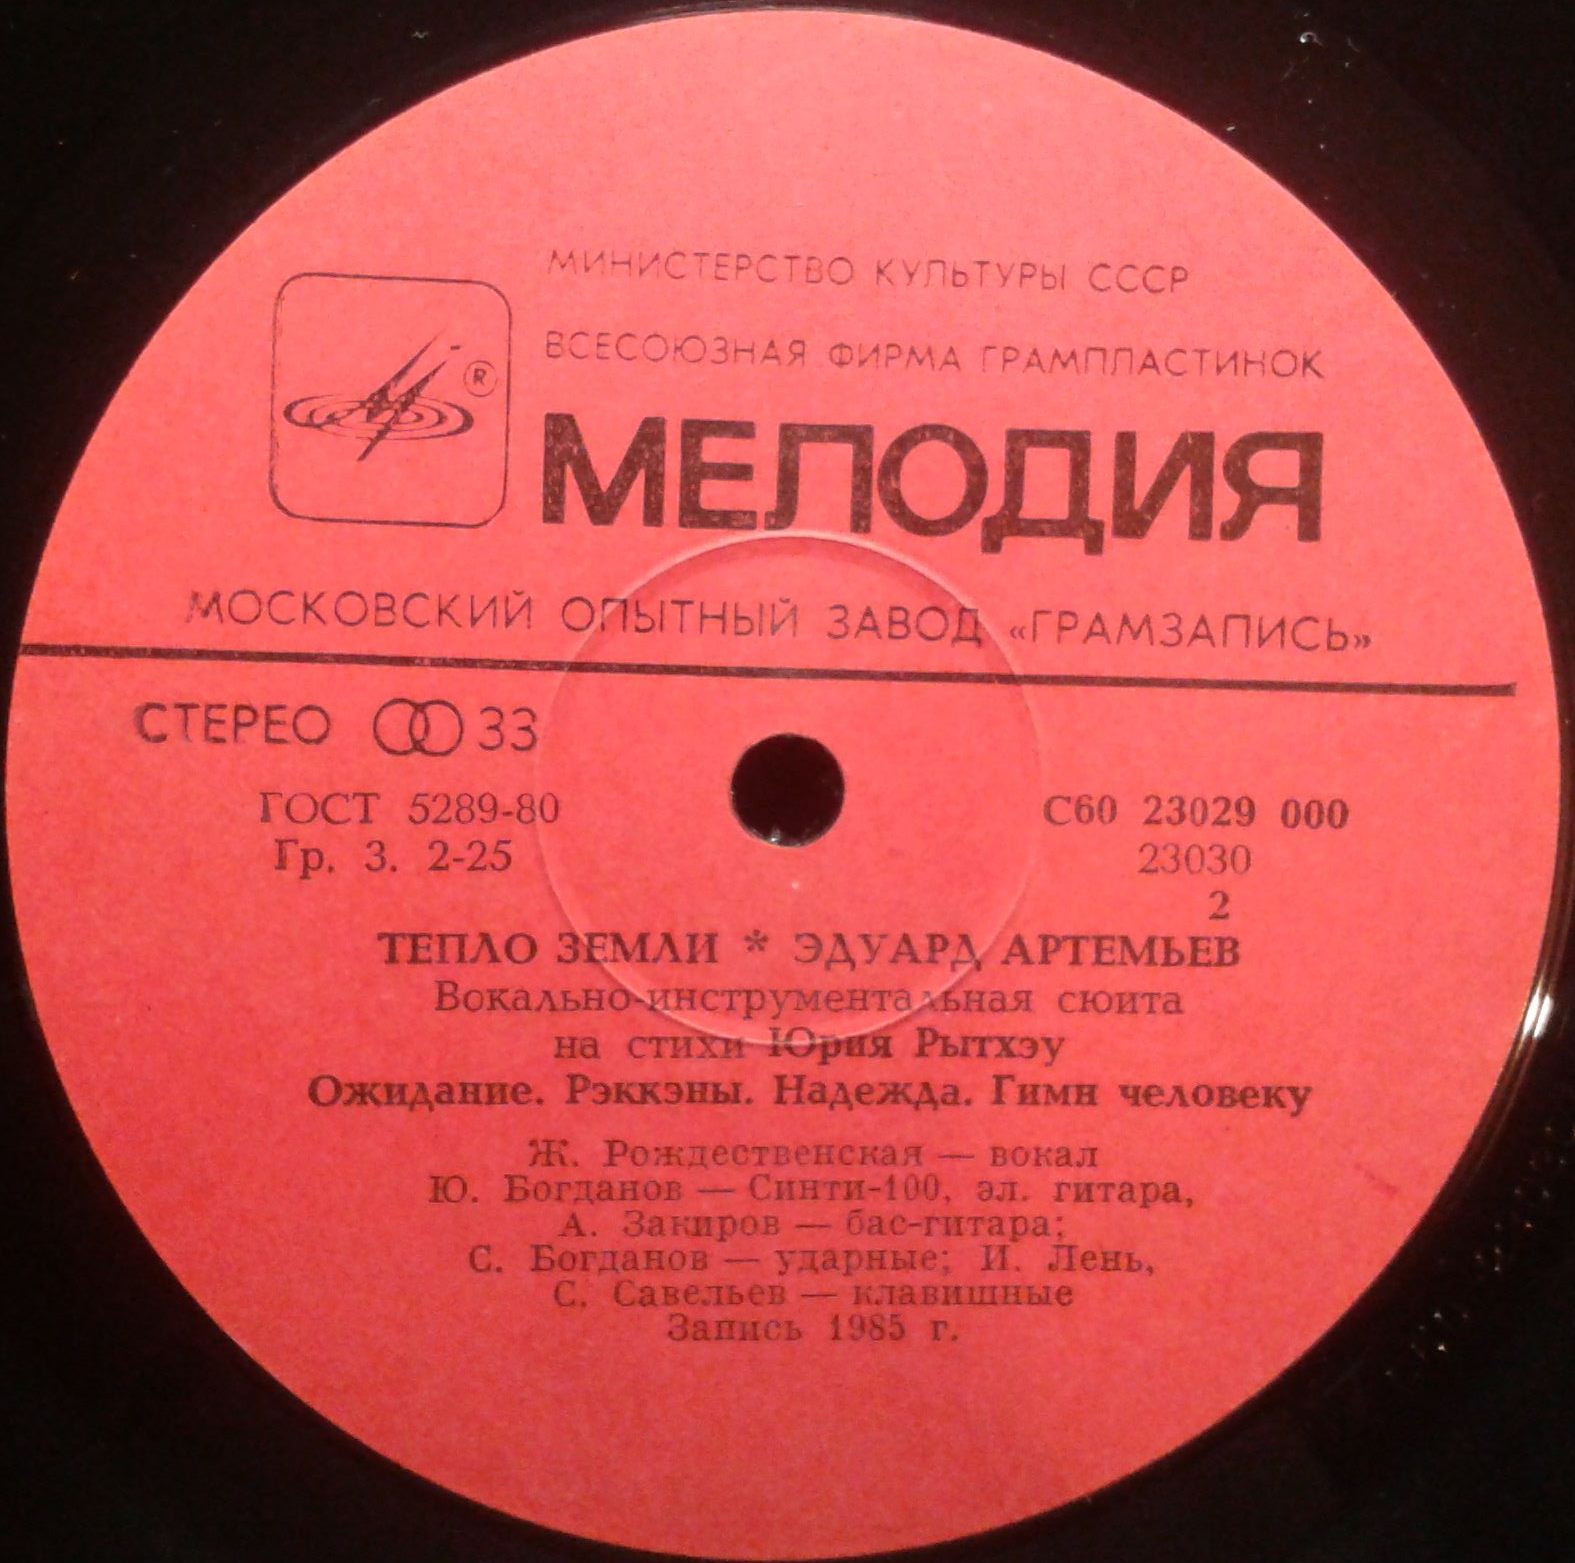 МИНИСТЕРСТВО КУЛЬТУРЫ СССР
ВСЕСОЮЗНАЯ ФИРМА ГРАМПЛАСТИНОК
®
МЕЛОДИЯ
МОСКОВСКИЙ ОПЫТНЫЙ ЗАВОД «ГРАМЗАПИСЬ»
СТЕРЕО 33
ГОСТ 5289-80
Гр. 3. 2-25
С60 23029 000
23030
2
ТЕПЛО ЗЕМЛИ * ЭДУАРД АРТЕМЬЕВ
Вокально-инструментальная сюита
на стихи Юрия Рытхэу
Ожидание. Рэккэны. Надежда. Гимн человеку
Ж. Рождественская — вокал
Ю. Богданов — Синти-100, эл. гитара,
А. Закиров — бас-гитара;
С. Богданов — ударные; И. Лень,
С. Савельев — клавишные
Запись 1985 г.